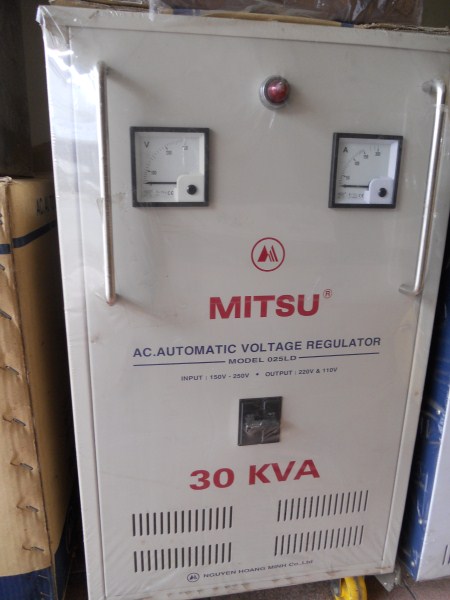 V
A
MITSU®
AC.AUTOMATIC VOLTAGE REGULATOR
MODEL 025LD
INPUT : 150V - 250V • OUTPUT : 220V & 110V
30 KVA
NGUYEN HOANG MINH Co.,Ltd